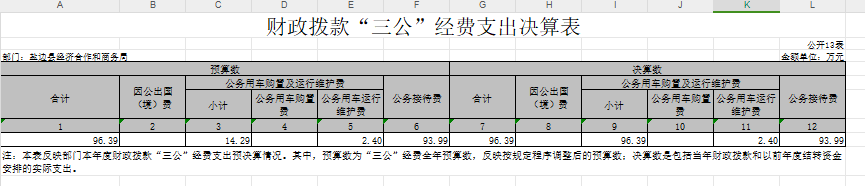 A B C D E F G H I J K L
财政拨款“三公”经费支出决算表
公开13表
部门：盐边县经济合作和商务局 金额单位：万元
预算数 决算数
合计 因公出国（境）费 公务用车购置及运行维护费 公务接待费 合计 因公出国（境）费 公务用车购置及运行维护费 公务接待费
小计 公务用车购置费 公务用车运行维护费 小计 公务用车购置费 公务用车运行维护费
1 2 3 4 5 6 7 8 9 10 11 12
96.39 14.29 2.40 93.99 96.39 96.39 2.40 93.99
注：本表反映部门本年度财政拨款“三公”经费支出预决算情况。其中，预算数为“三公”经费全年预算数，反映按规定程序调整后的预算数；决算数是包括当年财政拨款和以前年度结转资金
安排的实际支出。